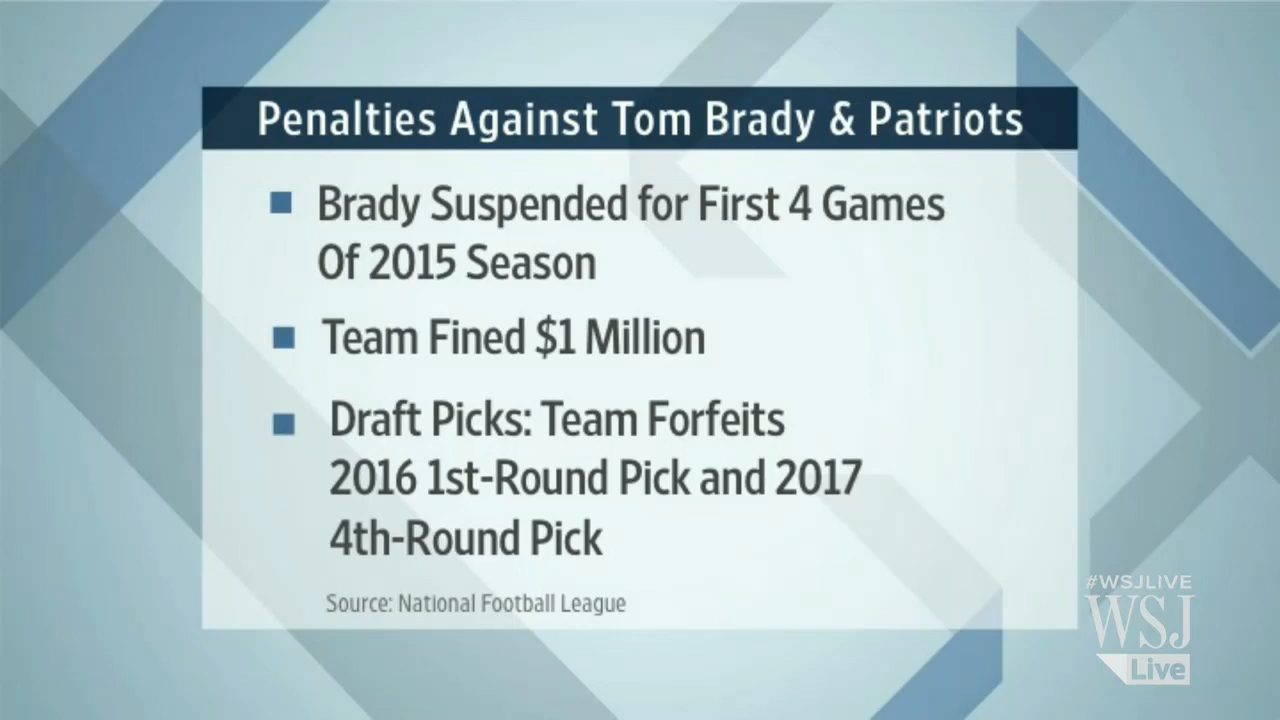 Penalties Against Tom Brady & Patriots
Brady Suspended for First 4 Games
Of 2015 Season
Team Fined $1 Million
Draft Picks: Team Forfeits
2016 1st-Round Pick and 2017
4th-Round Pick
Source: National Football League
#WSJLIVE
WSJ
Live